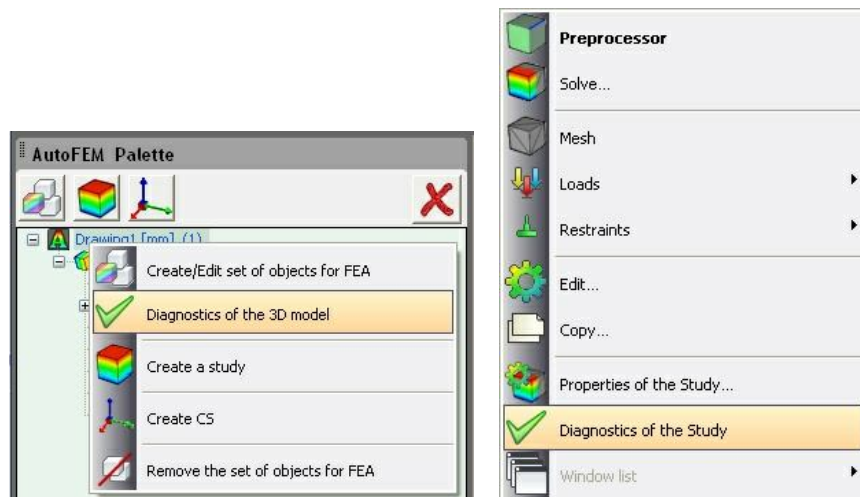 AutoFEM Palette
Drawing1 [mm] (1)
Create/Edit set of objects for FEA
Diagnostics of the 3D model
Create a study
Create CS
Remove the set of objects for FEA
Preprocessor
Solve...
Mesh
Loads
Restraints
Edit...
Copy...
Properties of the Study...
Diagnostics of the Study
Window list